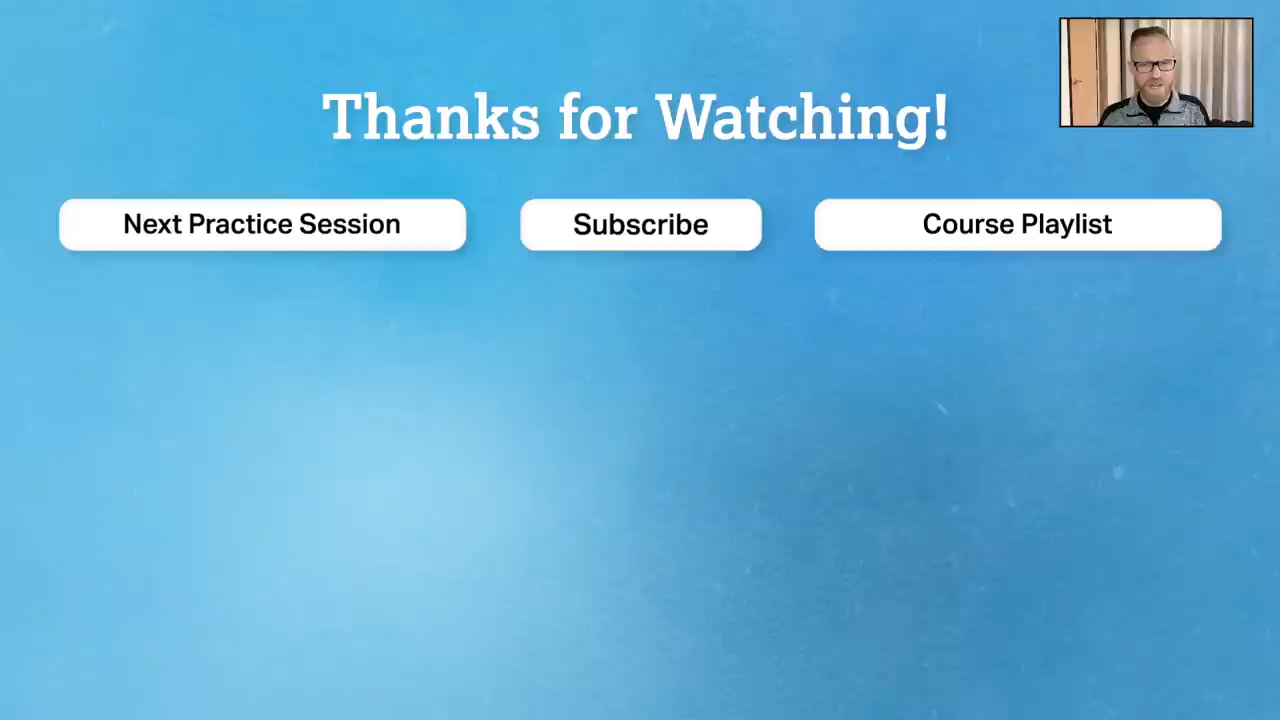 Thanks for Watching!
Next Practice Session
Subscribe
Course Playlist